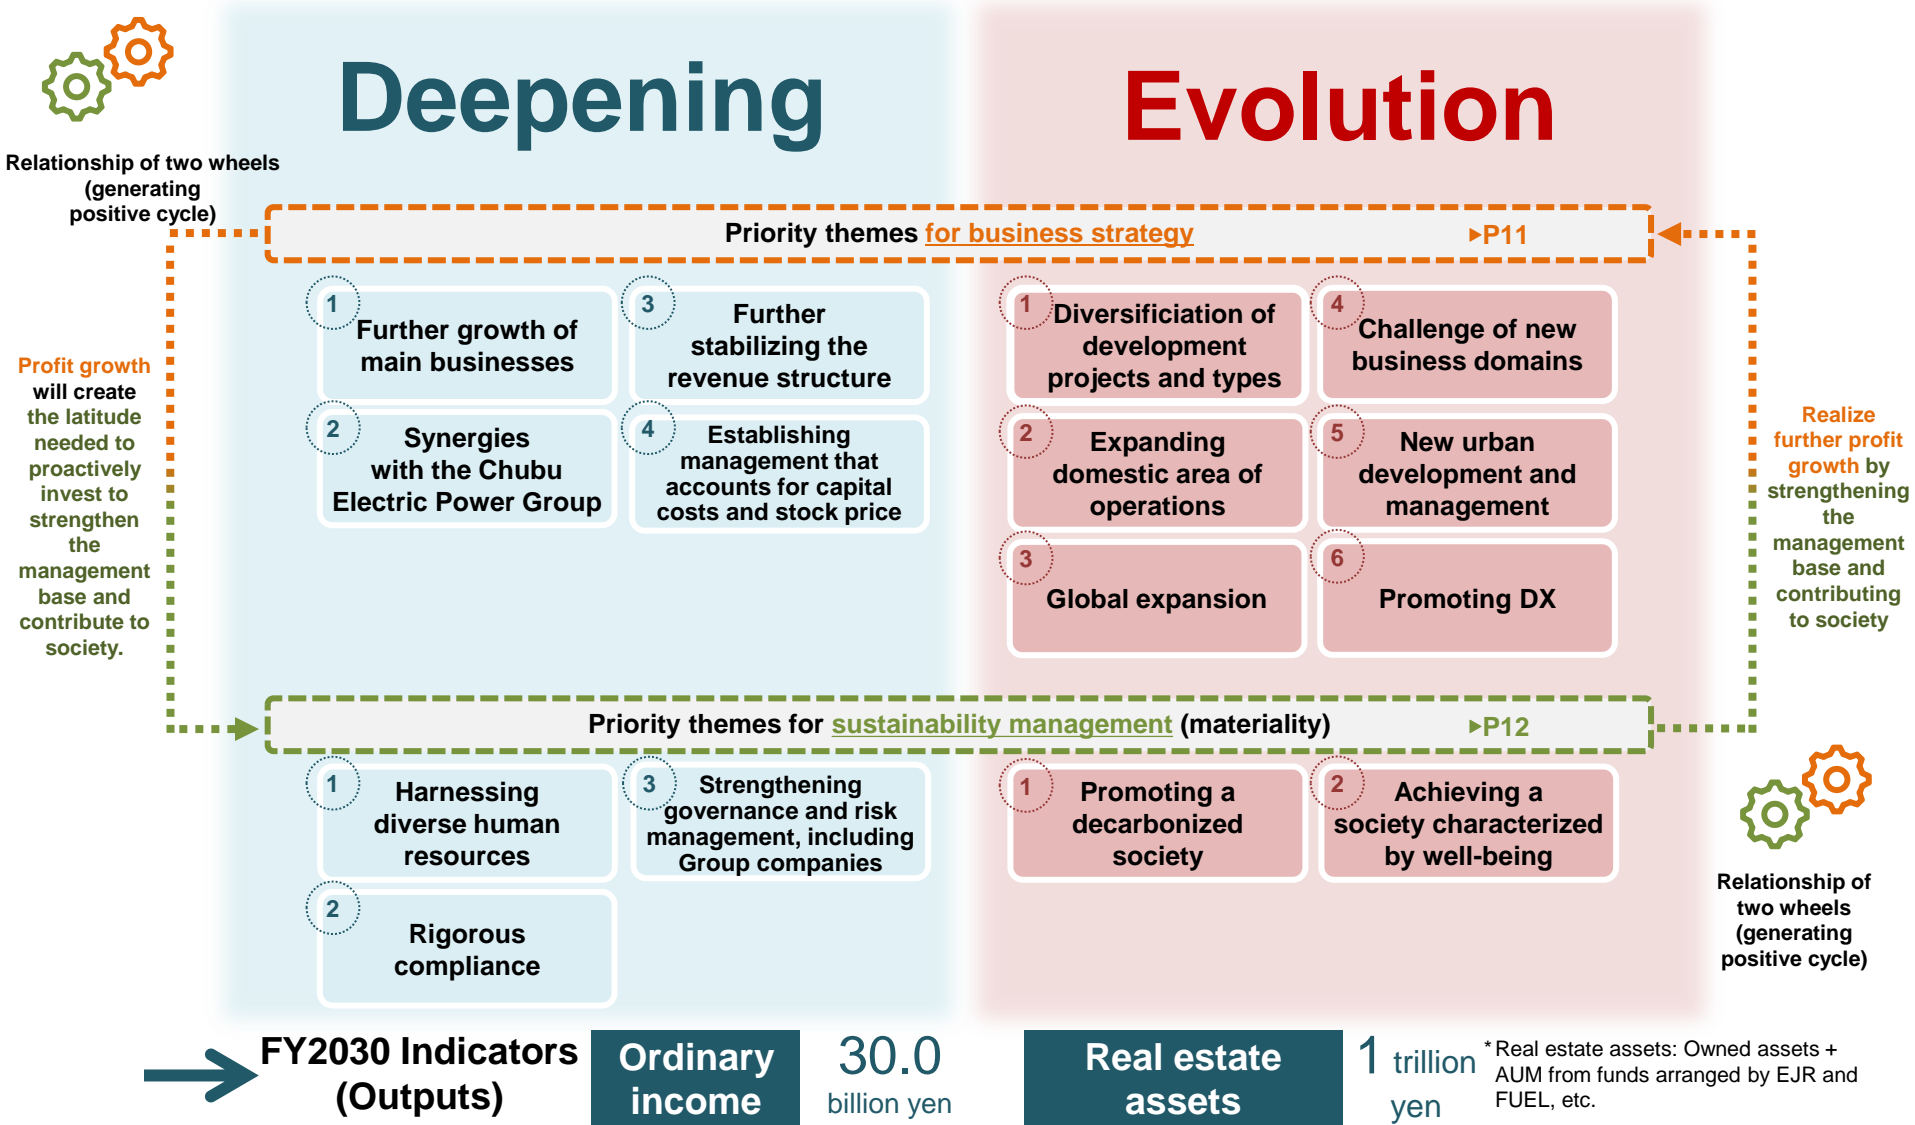 Deepening
Evolution
Relationship of two wheels
(generating
positive cycle)
Priority themes for business strategy
▶P11
1
Further growth of
main businesses
2
Synergies
with the Chubu
Electric Power Group
3
Further
stabilizing the
revenue structure
4
Establishing
management that
accounts for capital
costs and stock price
1
Diversificiation of
development
projects and types
2
Expanding
domestic area of
operations
3
Global expansion
4
Challenge of new
business domains
5
New urban
development and
management
6
Promoting DX
Profit growth
will create
the latitude
needed to
proactively
invest to
strengthen
the
management
base and
contribute to
society.
Realize
further profit
growth by
strengthening
the
management
base and
contributing
to society
Priority themes for sustainability management (materiality)
▶P12
1
Harnessing
diverse human
resources
2
Rigorous
compliance
3
Strengthening
governance and risk
management, including
Group companies
1
Promoting a
decarbonized
society
2
Achieving a
society characterized
by well-being
Relationship of
two wheels
(generating
positive cycle)
FY2030 Indicators
(Outputs)
Ordinary
income
30.0
billion yen
Real estate
assets
1 trillion
yen
* Real estate assets: Owned assets +
AUM from funds arranged by EJR and
FUEL, etc.